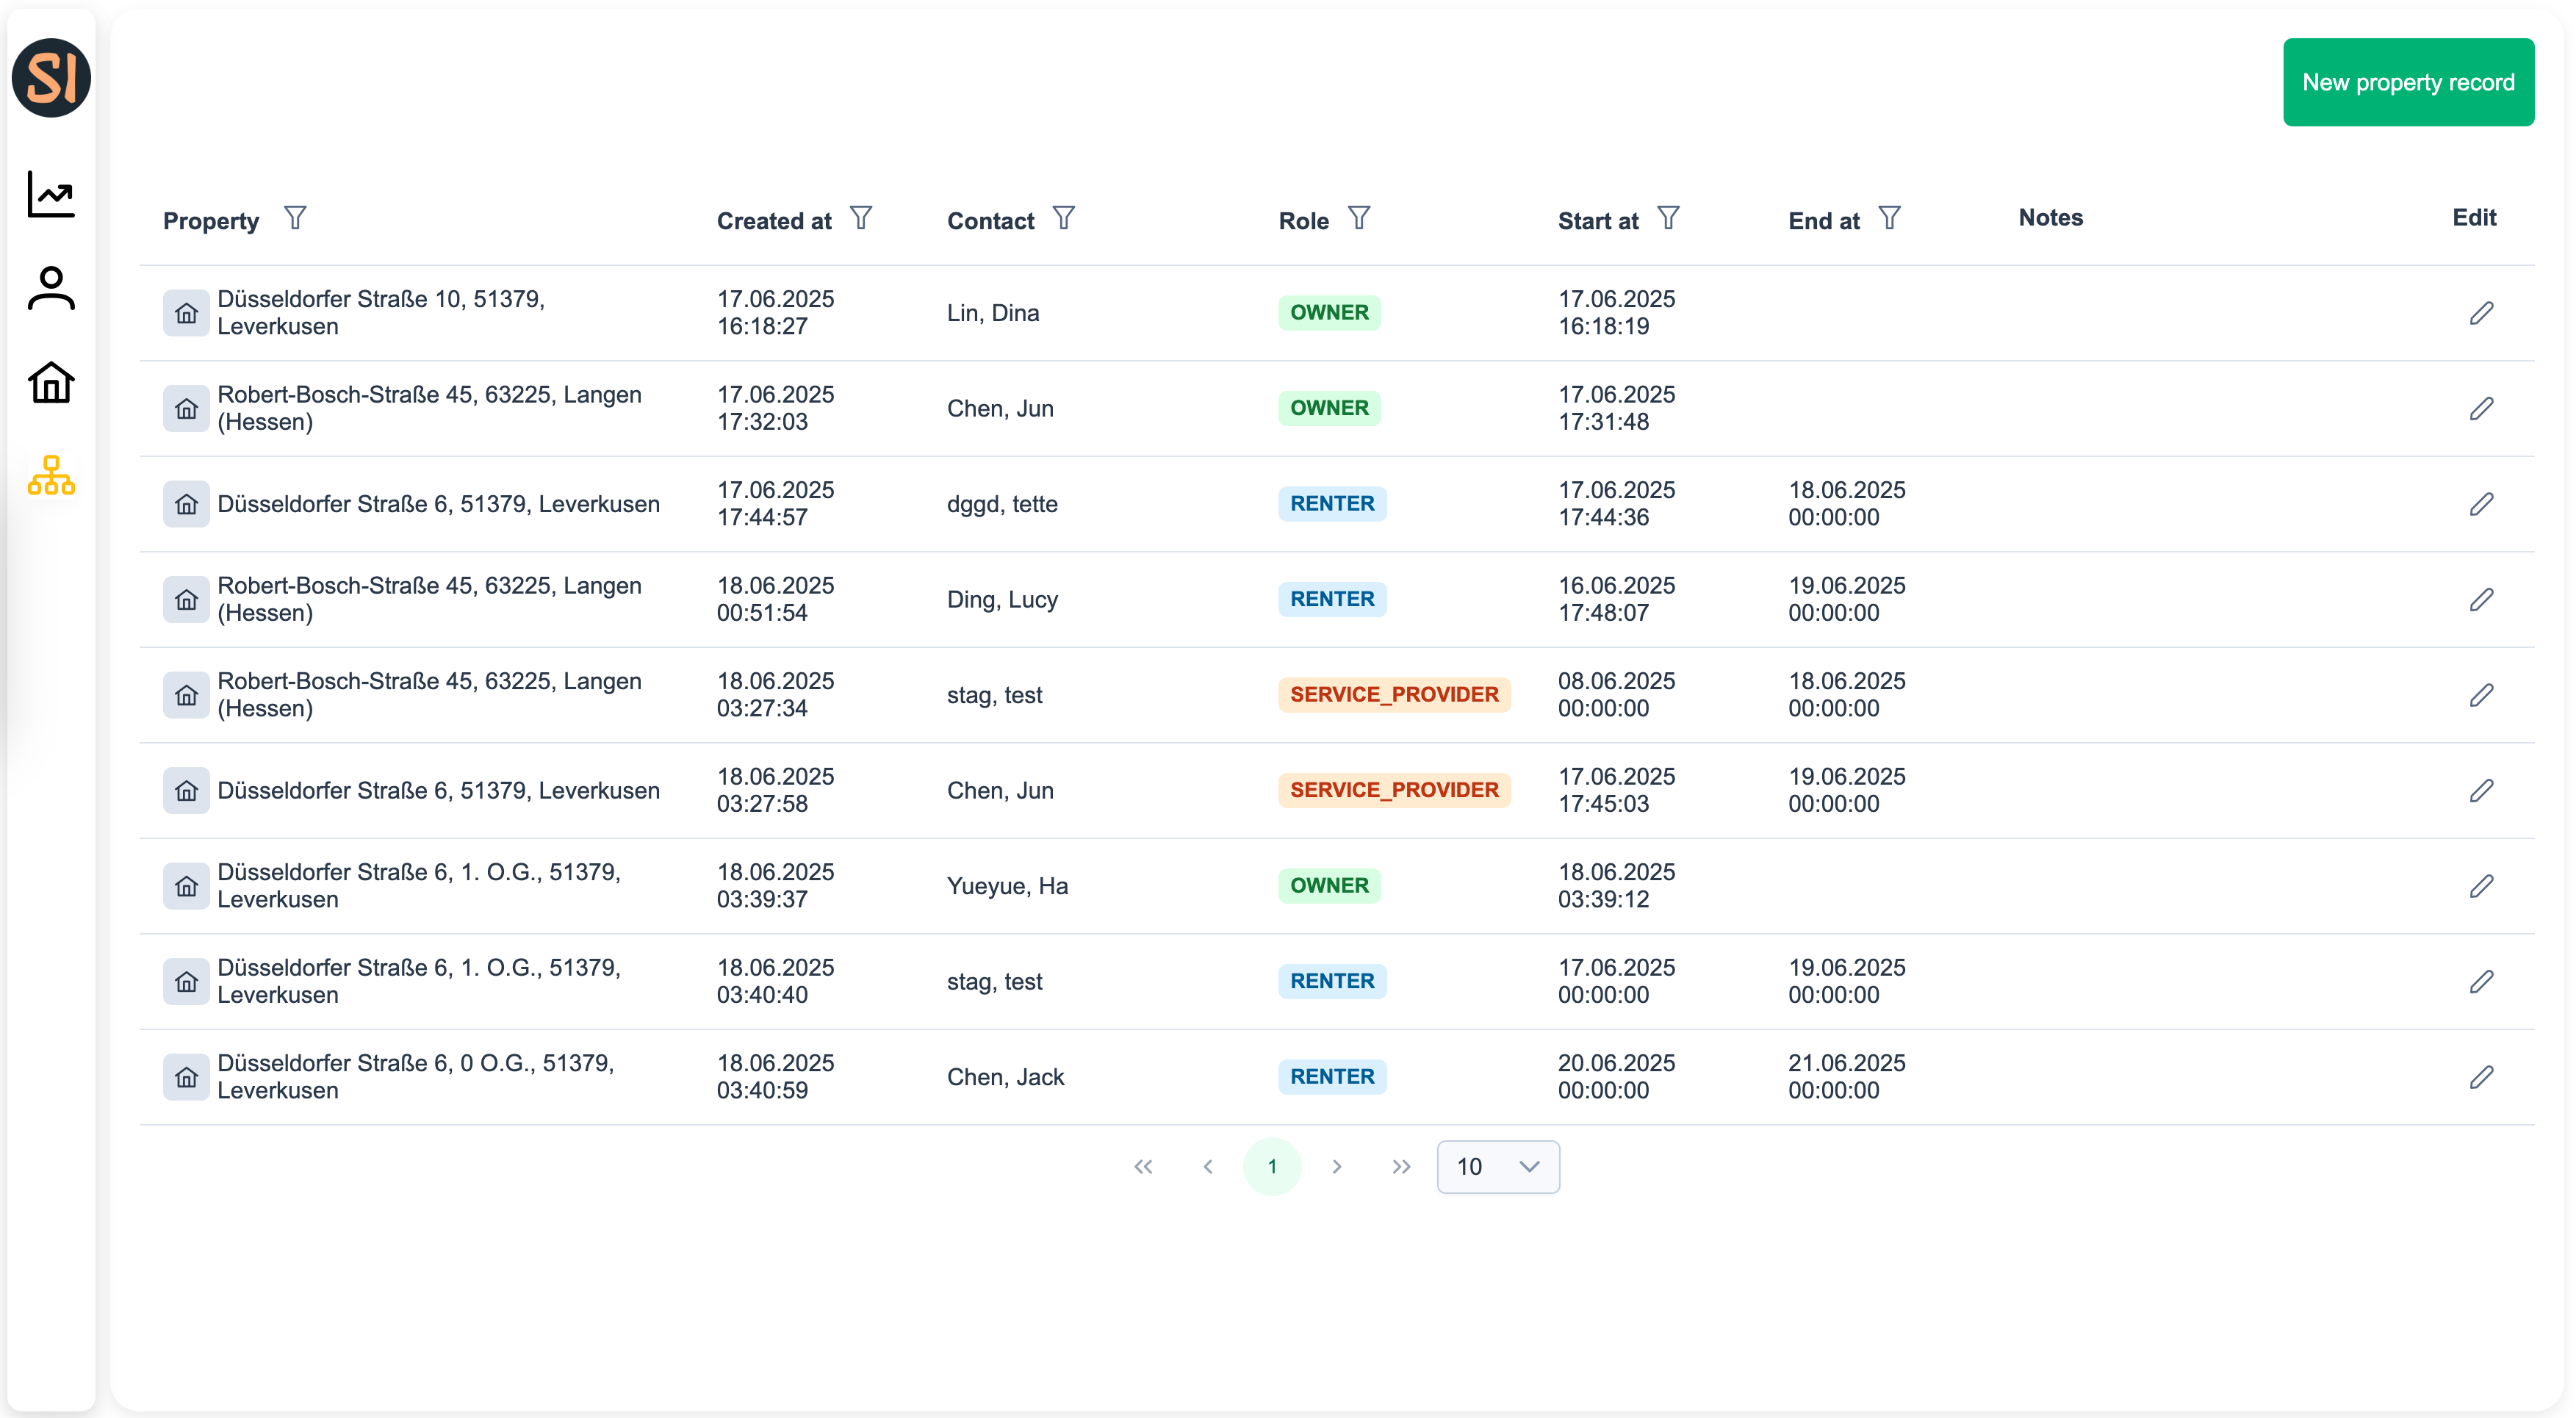 SI
New property record
Property Created at Contact Role Start at End at Notes Edit
Düsseldorfer Straße 10, 51379,
Leverkusen
17.06.2025
16:18:27
Lin, Dina
OWNER
17.06.2025
16:18:19
Robert-Bosch-Straße 45, 63225, Langen
(Hessen)
17.06.2025
17:32:03
Chen, Jun
OWNER
17.06.2025
17:31:48
Düsseldorfer Straße 6, 51379, Leverkusen
17.06.2025
17:44:57
dggd, tette
RENTER
17.06.2025
17:44:36
18.06.2025
00:00:00
Robert-Bosch-Straße 45, 63225, Langen
(Hessen)
18.06.2025
00:51:54
Ding, Lucy
RENTER
16.06.2025
17:48:07
19.06.2025
00:00:00
Robert-Bosch-Straße 45, 63225, Langen
(Hessen)
18.06.2025
03:27:34
stag, test
SERVICE_PROVIDER
08.06.2025
00:00:00
18.06.2025
00:00:00
Düsseldorfer Straße 6, 51379, Leverkusen
18.06.2025
03:27:58
Chen, Jun
SERVICE_PROVIDER
17.06.2025
17:45:03
19.06.2025
00:00:00
Düsseldorfer Straße 6, 1. O.G., 51379,
Leverkusen
18.06.2025
03:39:37
Yueyue, Ha
OWNER
18.06.2025
03:39:12
Düsseldorfer Straße 6, 1. O.G., 51379,
Leverkusen
18.06.2025
03:40:40
stag, test
RENTER
17.06.2025
00:00:00
19.06.2025
00:00:00
Düsseldorfer Straße 6, 0 O.G., 51379,
Leverkusen
18.06.2025
03:40:59
Chen, Jack
RENTER
20.06.2025
00:00:00
21.06.2025
00:00:00
1
10